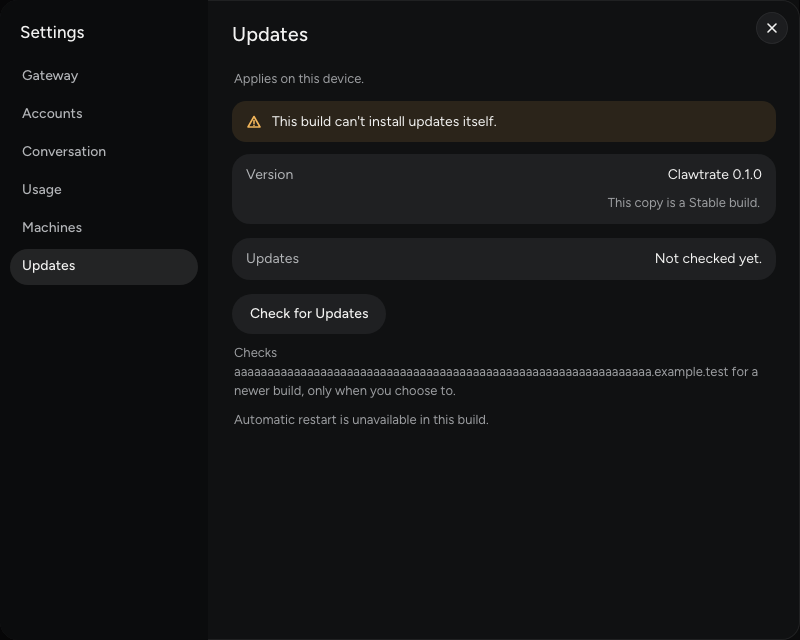 Settings
Gateway
Accounts
Conversation
Usage
Machines
Updates
Updates
Applies on this device.
This build can't install updates itself.
Version
Clawtrate 0.1.0
This copy is a Stable build.
Updates
Not checked yet.
Check for Updates
Checks
aaaaaaaaaaaaaaaaaaaaaaaaaaaaaaaaaaaaaaaaaaaaaaaaaaaaaaaaaaaaaaa.example.test for a
newer build, only when you choose to.
Automatic restart is unavailable in this build.